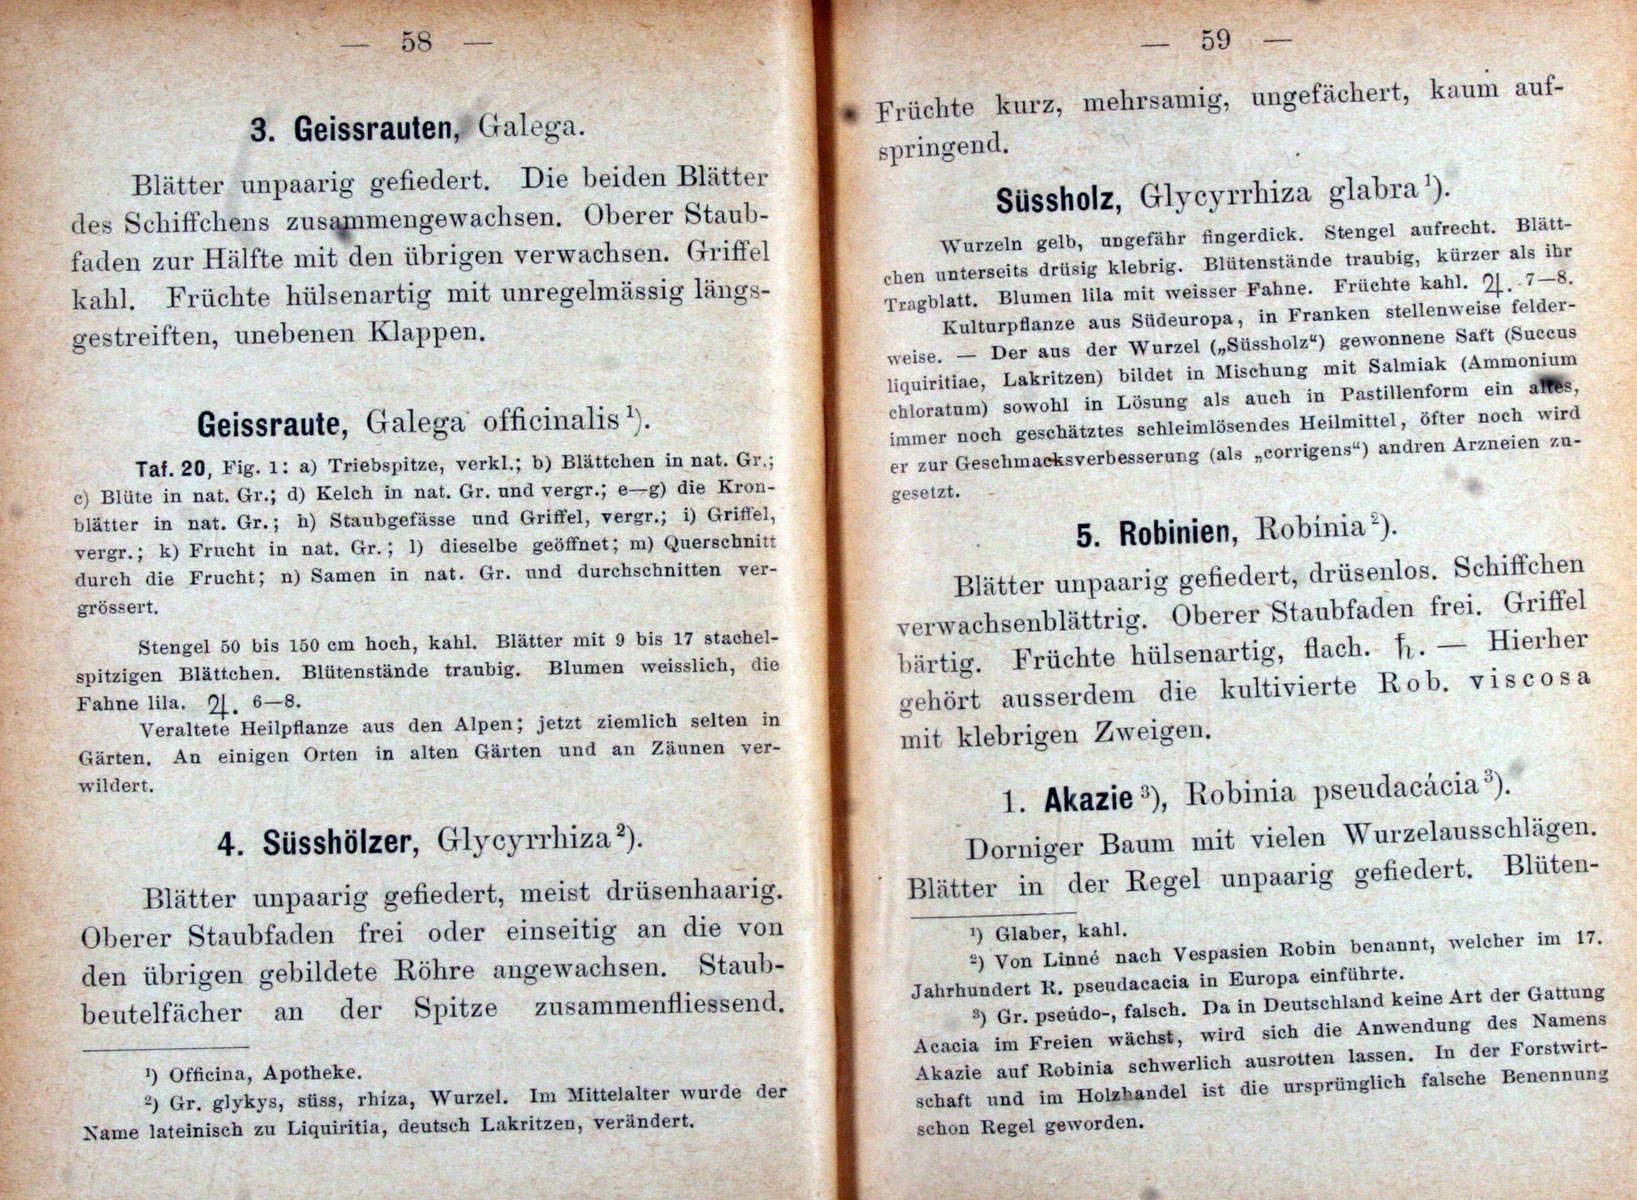 — 58 —
3. Geissrauten, Galega.
Blätter unpaarig gefiedert. Die beiden Blätter
des Schiffchens zusammengewachsen. Oberer Staub-
faden zur Hälfte mit den übrigen verwachsen. Griffel
kahl. Früchte hülsenartig mit unregelmässig längs-
gestreiften, unebenen Klappen.
Geissraute, Galega officinalis¹).
Taf. 20, Fig. 1: a) Triebspitze, verkl.; b) Blättchen in nat. Gr.;
c) Blüte in nat. Gr.; d) Kelch in nat. Gr. und vergr.; e—g) die Kron-
blätter in nat. Gr.; h) Staubgefässe und Griffel, vergr.; i) Griffel,
vergr.; k) Frucht in nat. Gr.; l) dieselbe geöffnet; m) Querschnitt
durch die Frucht; n) Samen in nat. Gr. und durchschnitten ver-
grössert.
Stengel 50 bis 150 cm hoch, kahl. Blätter mit 9 bis 17 stachel-
spitzigen Blättchen. Blütenstände traubig. Blumen weisslich, die
Fahne lila. ♃. 6—8.
Veraltete Heilpflanze aus den Alpen; jetzt ziemlich selten in
Gärten. An einigen Orten in alten Gärten und an Zäunen ver-
wildert.
4. Süsshölzer, Glycyrrhiza²).
Blätter unpaarig gefiedert, meist drüsenhaarig.
Oberer Staubfaden frei oder einseitig an die von
den übrigen gebildete Röhre angewachsen. Staub-
beutelfächer an der Spitze zusammenfliessend.
¹) Officina, Apotheke.
²) Gr. glykys, süss, rhiza, Wurzel. Im Mittelalter wurde der
Name lateinisch zu Liquiritia, deutsch Lakritzen, verändert.
— 59 —
Früchte kurz, mehrsamig, ungefächert, kaum auf-
springend.
Süssholz, Glycyrrhiza glabra¹).
Wurzeln gelb, ungefähr fingerdick. Stengel aufrecht. Blätt-
chen unterseits drüsig klebrig. Blütenstände traubig, kürzer als ihr
Tragblatt. Blumen lila mit weisser Fahne. Früchte kahl. ♃. 7—8.
Kulturpflanze aus Südeuropa, in Franken stellenweise felder-
weise. — Der aus der Wurzel („Süssholz“) gewonnene Saft (Succus
liquiritiae, Lakritzen) bildet in Mischung mit Salmiak (Ammonium
chloratum) sowohl in Lösung als auch in Pastillenform ein altes,
immer noch geschätztes schleimlösendes Heilmittel, öfter noch wird
er zur Geschmacksverbesserung (als „corrigens“) andren Arzneien zu-
gesetzt.
5. Robinien, Robínia²).
Blätter unpaarig gefiedert, drüsenlos. Schiffchen
verwachsenblättrig. Oberer Staubfaden frei. Griffel
bärtig. Früchte hülsenartig, flach. ♄. — Hierher
gehört ausserdem die kultivierte Rob. viscosa
mit klebrigen Zweigen.
1. Akazie³), Robinia pseudacácia³).
Dorniger Baum mit vielen Wurzelausschlägen.
Blätter in der Regel unpaarig gefiedert. Blüten-
¹) Glaber, kahl.
²) Von Linné nach Vespasien Robin benannt, welcher im 17.
Jahrhundert R. pseudacacia in Europa einführte.
³) Gr. pseúdo-, falsch. Da in Deutschland keine Art der Gattung
Acacia im Freien wächst, wird sich die Anwendung des Namens
Akazie auf Robinia schwerlich ausrotten lassen. In der Forstwirt-
schaft und im Holzhandel ist die ursprünglich falsche Benennung
schon Regel geworden.